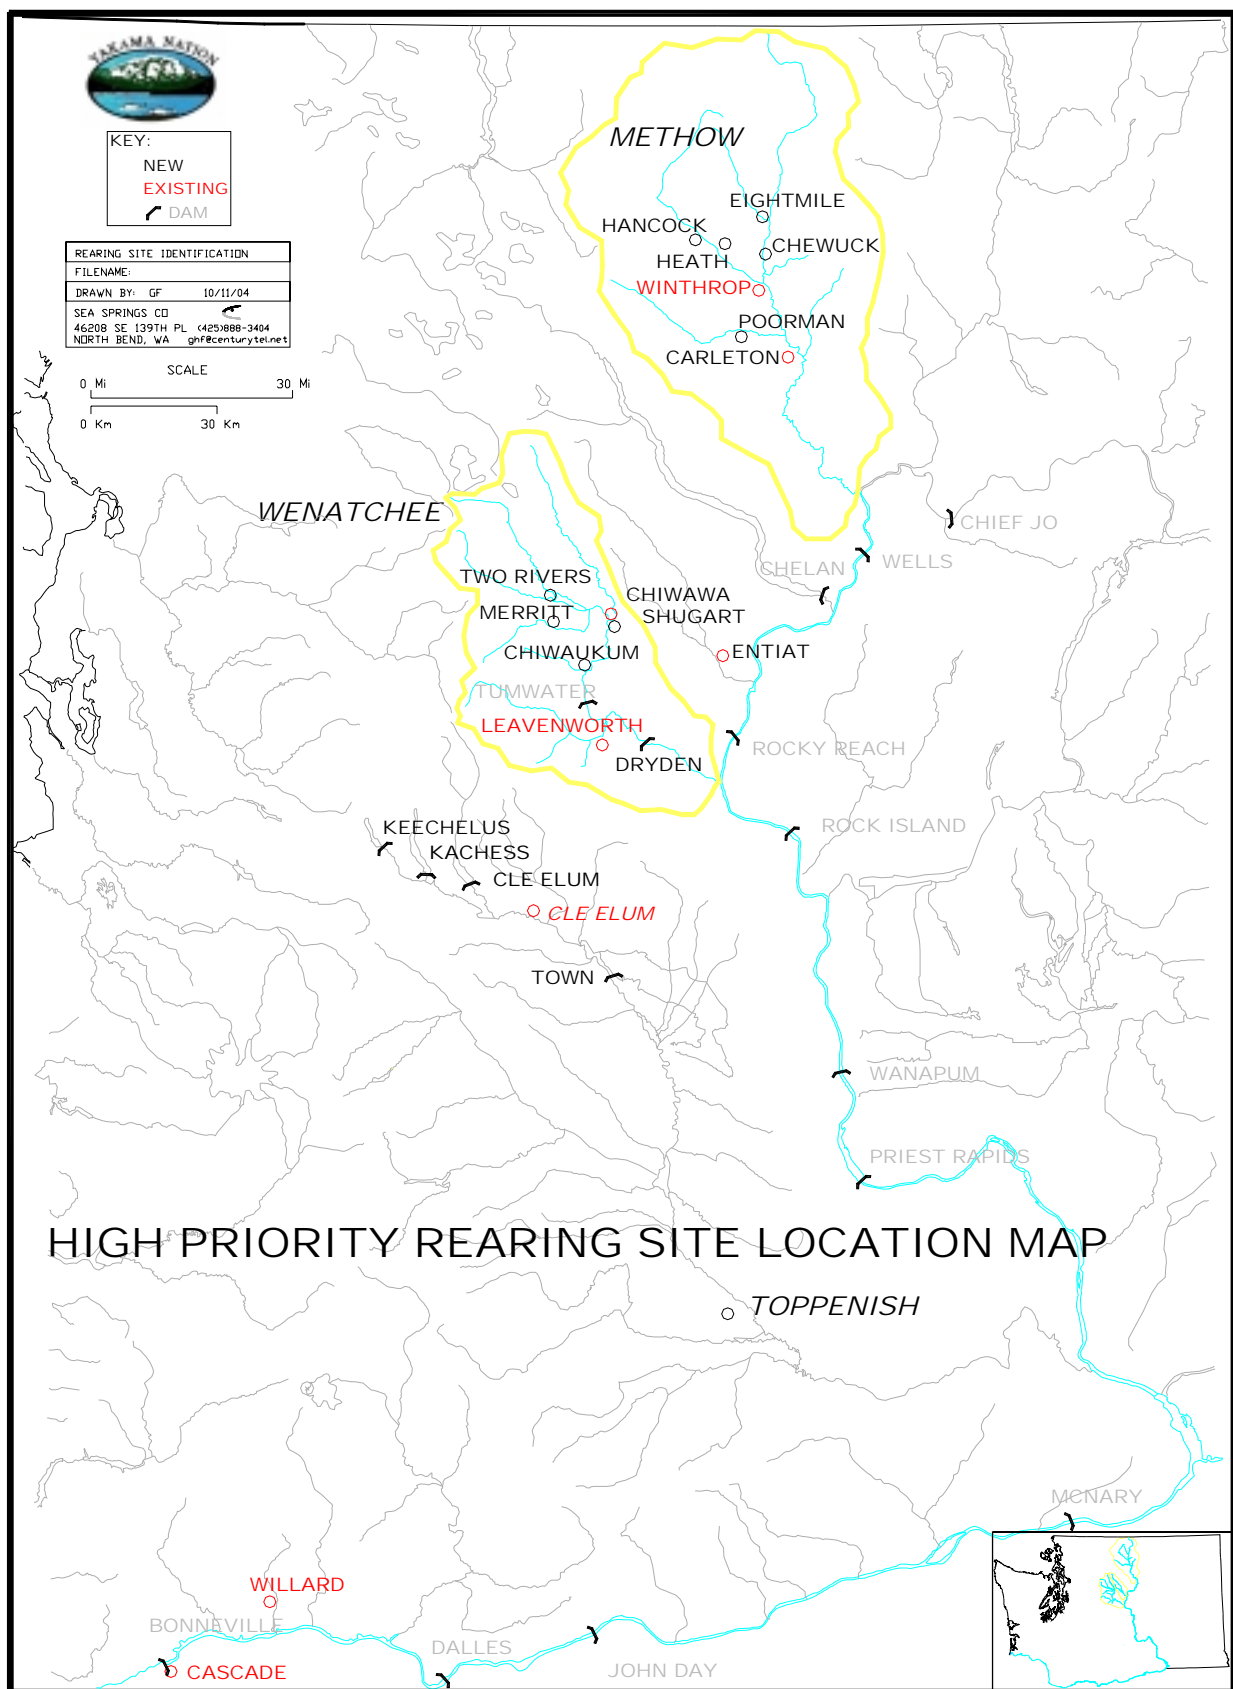 YAKAMA NATION
KEY:
NEW
EXISTING
DAM
REARING SITE IDENTIFICATION
FILENAME:
DRAWN BY: GF 10/11/04
SEA SPRINGS CO
46208 SE 139TH PL (425)888-3404
NORTH BEND, WA ghf@centurytel.net
SCALE
0 Mi 30 Mi
0 Km 30 Km
METHOW
EIGHTMILE
HANCOCK
CHEWUCK
HEATH
WINTHROP
POORMAN
CARLETON
WENATCHEE
CHIEF JO
WELLS
CHELAN
TWO RIVERS
CHIWAWA
MERRITT
SHUGART
CHIWAUKUM
ENTIAT
TUMWATER
LEAVENWORTH
ROCKY REACH
DRYDEN
ROCK ISLAND
KEECHELUS
KACHESS
CLE ELUM
CLE ELUM
TOWN
WANAPUM
PRIEST RAPIDS
HIGH PRIORITY REARING SITE LOCATION MAP
TOPPENISH
MCNARY
WILLARD
BONNEVILLE
DALLES
JOHN DAY
CASCADE